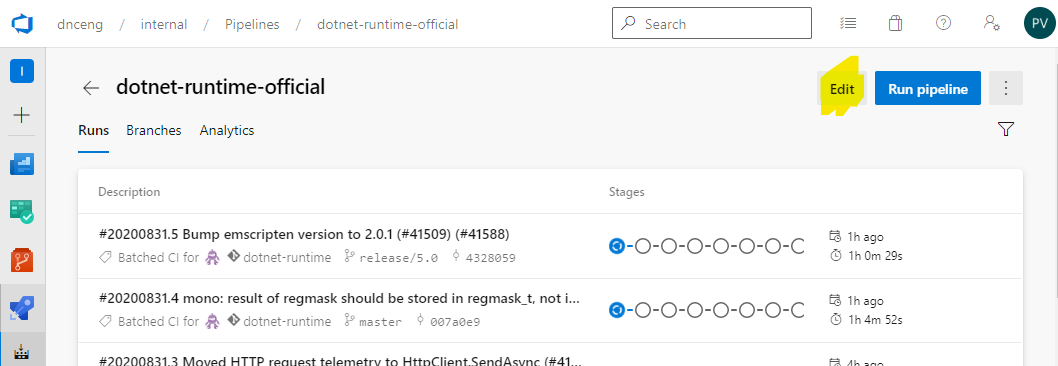 dnceng / internal / Pipelines / dotnet-runtime-official
Search
PV
I
dotnet-runtime-official
Edit
Run pipeline
Runs Branches Analytics
Description Stages
#20200831.5 Bump emscripten version to 2.0.1 (#41509) (#41588)
1h ago
Batched CI for dotnet-runtime release/5.0 4328059
1h 0m 29s
#20200831.4 mono: result of regmask should be stored in regmask_t, not i...
1h ago
Batched CI for dotnet-runtime master 007a0e9
1h 4m 52s
#20200831.3 Moved HTTP request telemetry to HttpClient.SendAsync (#41...
4h ago